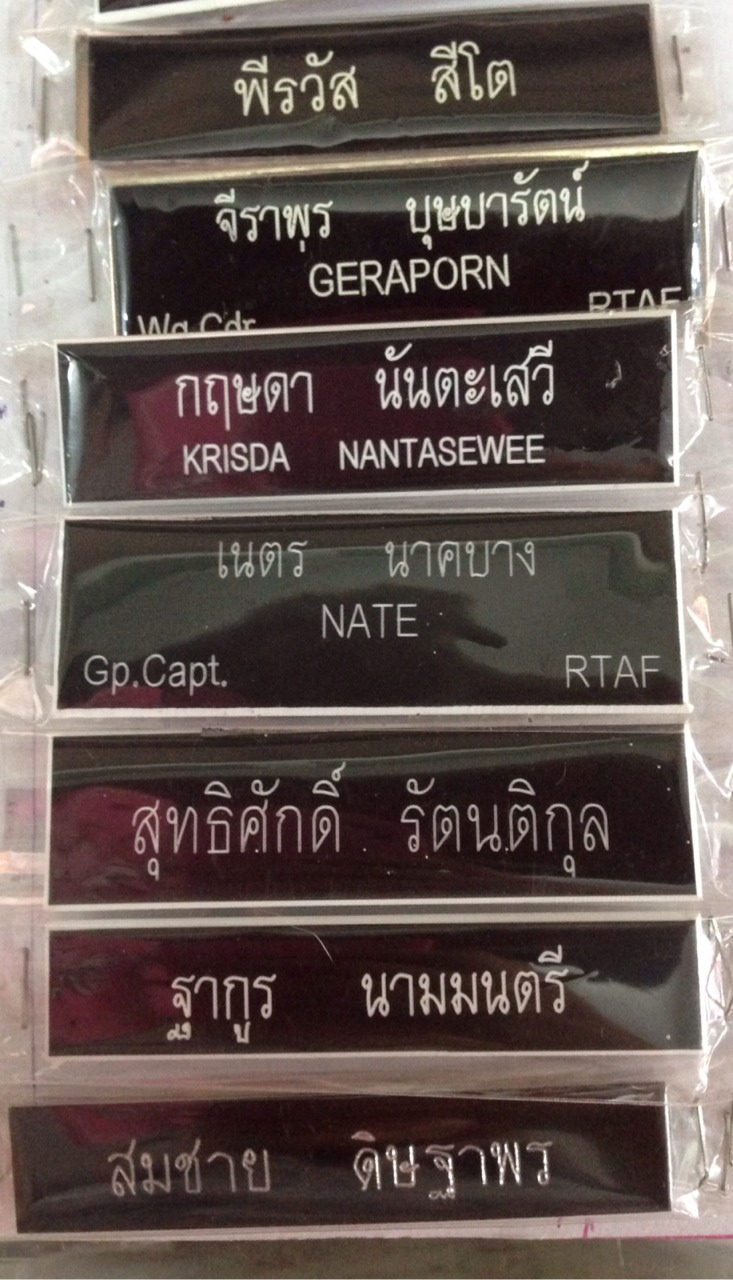 พีรวัส สีโต
จีราพร บุษบารัตน์
GERAPORN
Wg.Cdr. RTAF
กฤษดา นันตะเสวี
KRISDA NANTASEWEE
เนตร นาคบาง
NATE
Gp.Capt. RTAF
สุทธิศักดิ์ รัตนติกุล
ฐากูร นามมนตรี
สมชาย ดิษฐาพร